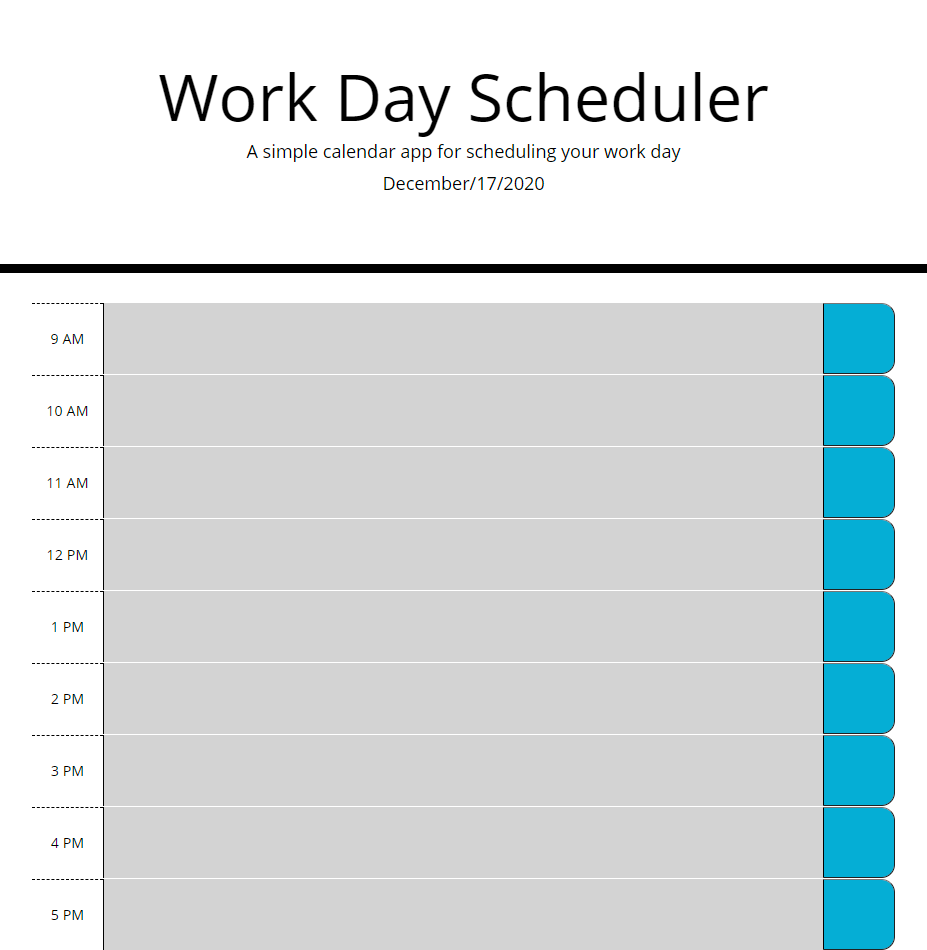 Work Day Scheduler
A simple calendar app for scheduling your work day
December/17/2020
9 AM
10 AM
11 AM
12 PM
1 PM
2 PM
3 PM
4 PM
5 PM